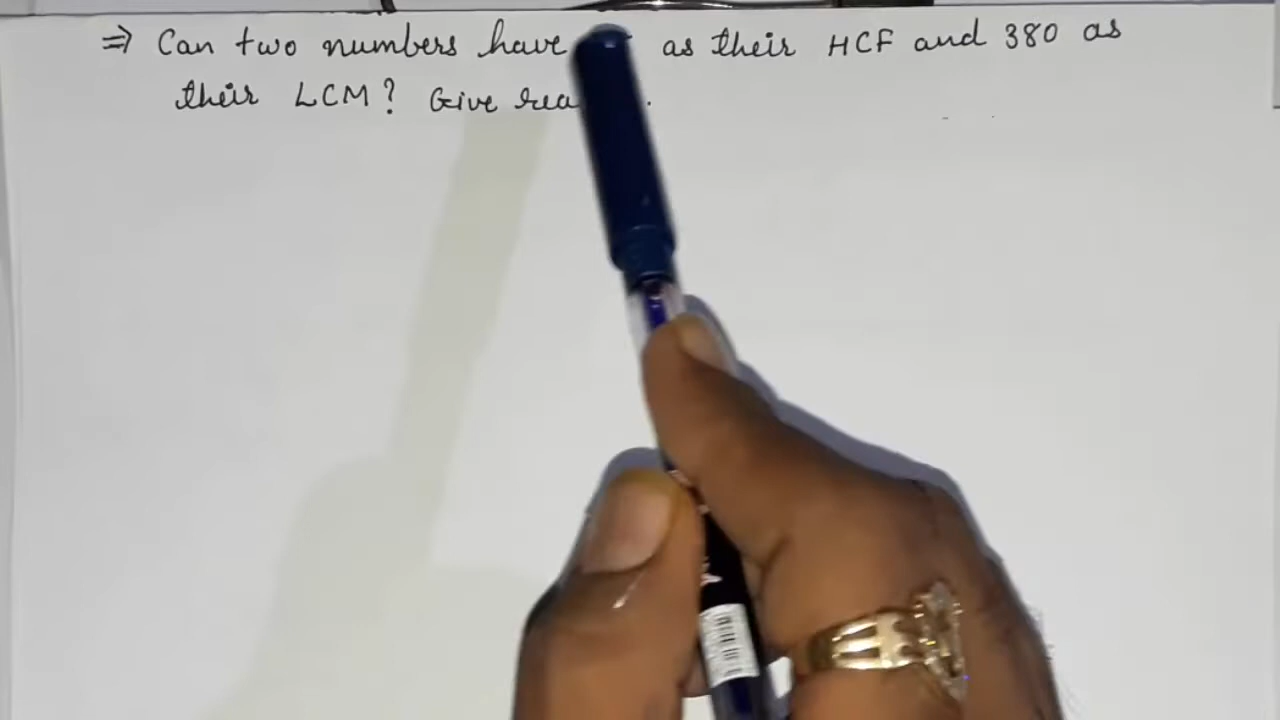 ⇒ Can two numbers have as their HCF and 380 as
their LCM? Give